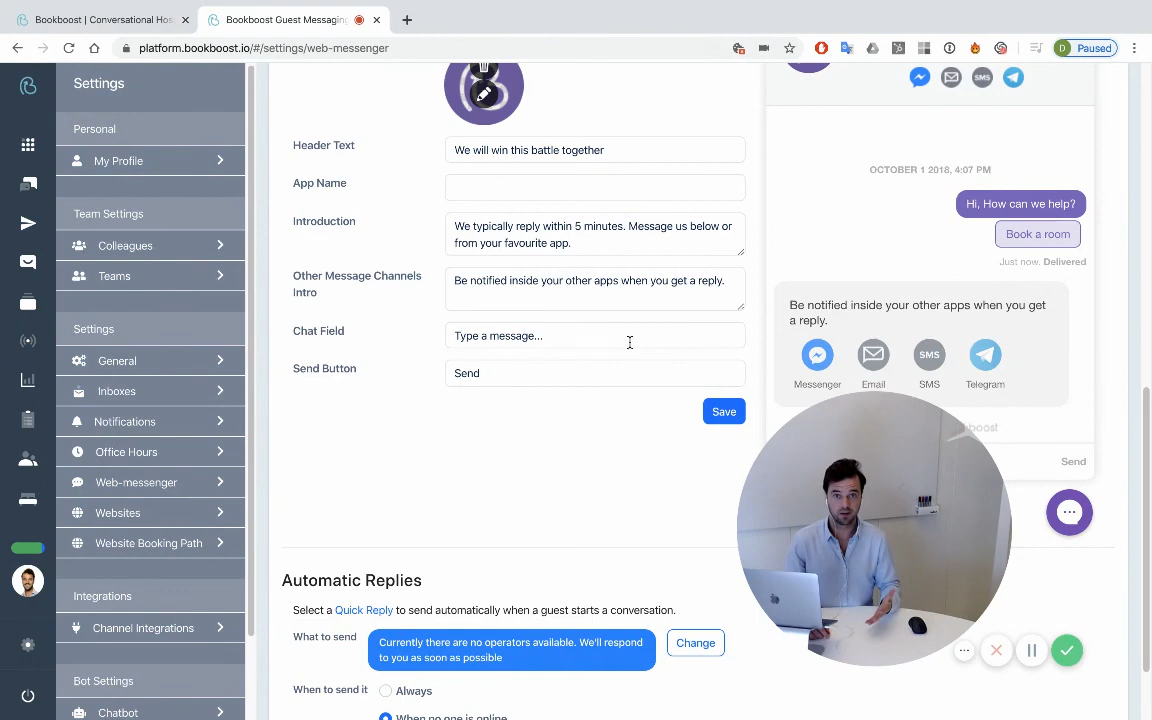 Bookboost | Conversational Hos
Bookboost Guest Messaging
platform.bookboost.io/#/settings/web-messenger
D Paused
Settings
Personal
My Profile
Team Settings
Colleagues
Teams
Settings
General
Inboxes
Notifications
Office Hours
Web-messenger
Websites
Website Booking Path
Integrations
Channel Integrations
Bot Settings
Chatbot
Header Text
We will win this battle together
App Name
Introduction
We typically reply within 5 minutes. Message us below or
from your favourite app.
Other Message Channels
Intro
Be notified inside your other apps when you get a reply.
Chat Field
Type a message...
Send Button
Send
Save
SMS
OCTOBER 1 2018, 4:07 PM
Hi, How can we help?
Book a room
Just now. Delivered
Be notified inside your other apps when you get
a reply.
SMS
Messenger
Email
SMS
Telegram
boost
Send
Automatic Replies
Select a Quick Reply to send automatically when a guest starts a conversation.
What to send
Currently there are no operators available. We'll respond
to you as soon as possible
Change
When to send it
Always
When no one is online